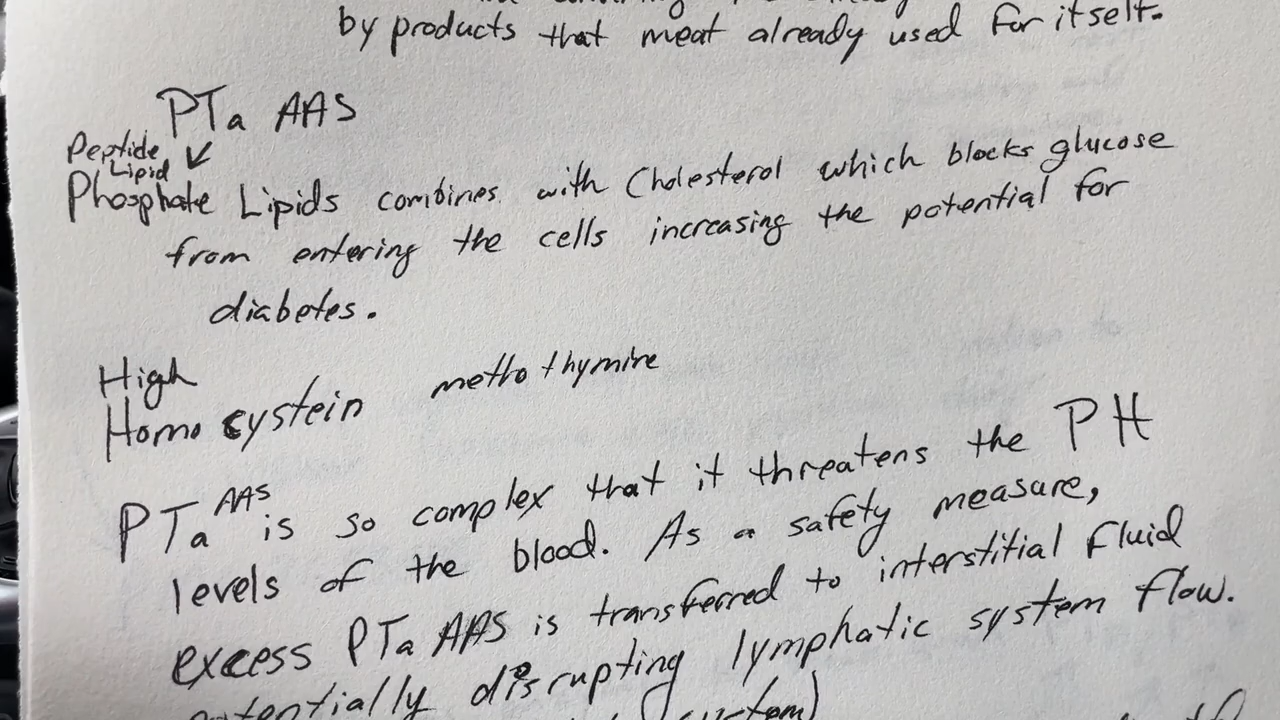 by products that meat already used for itself.
PTa AAS
Peptide
Lipid
Phosphate Lipids combines with Cholesterol which blocks glucose
from entering the cells increasing the potential for
diabetes.
High
Homo cystein metho thymine
PTa AAS is so complex that it threatens the PH
levels of the blood. As a safety measure,
excess PTa AAS is transferred to interstitial fluid
potentially disrupting lymphatic system flow.